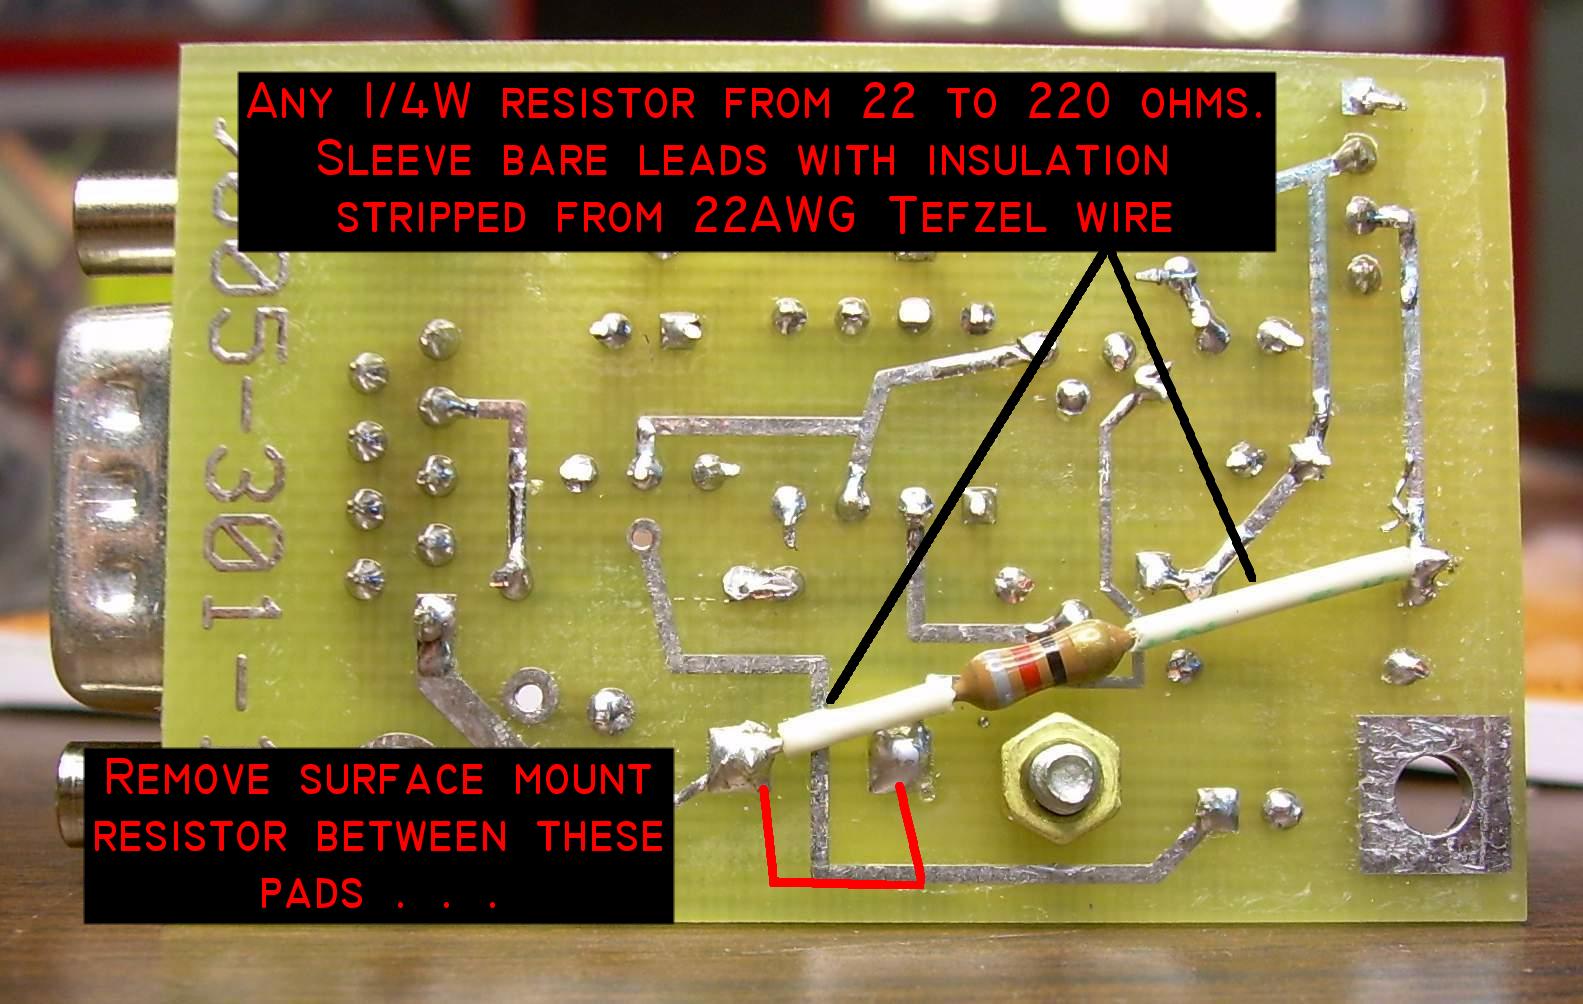 Any 1/4W resistor from 22 to 220 ohms.
Sleeve bare leads with insulation
stripped from 22AWG Tefzel wire
05-301-
Remove surface mount
resistor between these
pads . . .